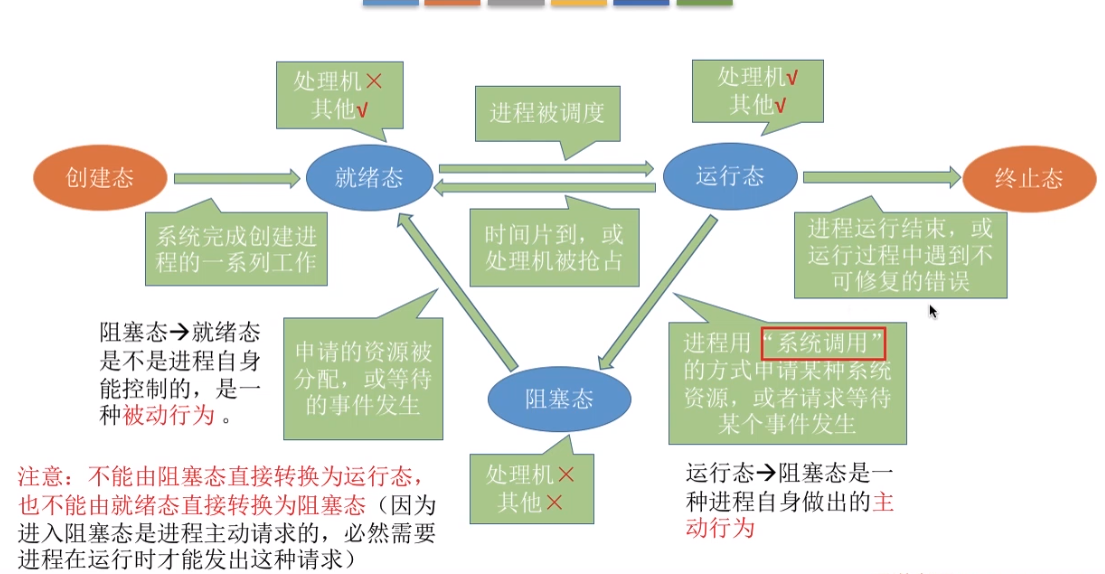 处理机×
其他√
进程被调度
处理机√
其他√
创建态
就绪态
运行态
终止态
系统完成创建进
程的一系列工作
时间片到，或
处理机被抢占
进程运行结束，或
运行过程中遇到不
可修复的错误
阻塞态→就绪态
是不是进程自身
能控制的，是一
种被动行为 。
申请的资源被
分配，或等待
的事件发生
进程用“系统调用”
的方式申请某种系统
资源，或者请求等待
某个事件发生
阻塞态
处理机×
其他×
注意：不能由阻塞态直接转换为运行态，
也不能由就绪态直接转换为阻塞态（因为
进入阻塞态是进程主动请求的，必然需要
进程在运行时才能发出这种请求）
运行态→阻塞态是一
种进程自身做出的主
动行为